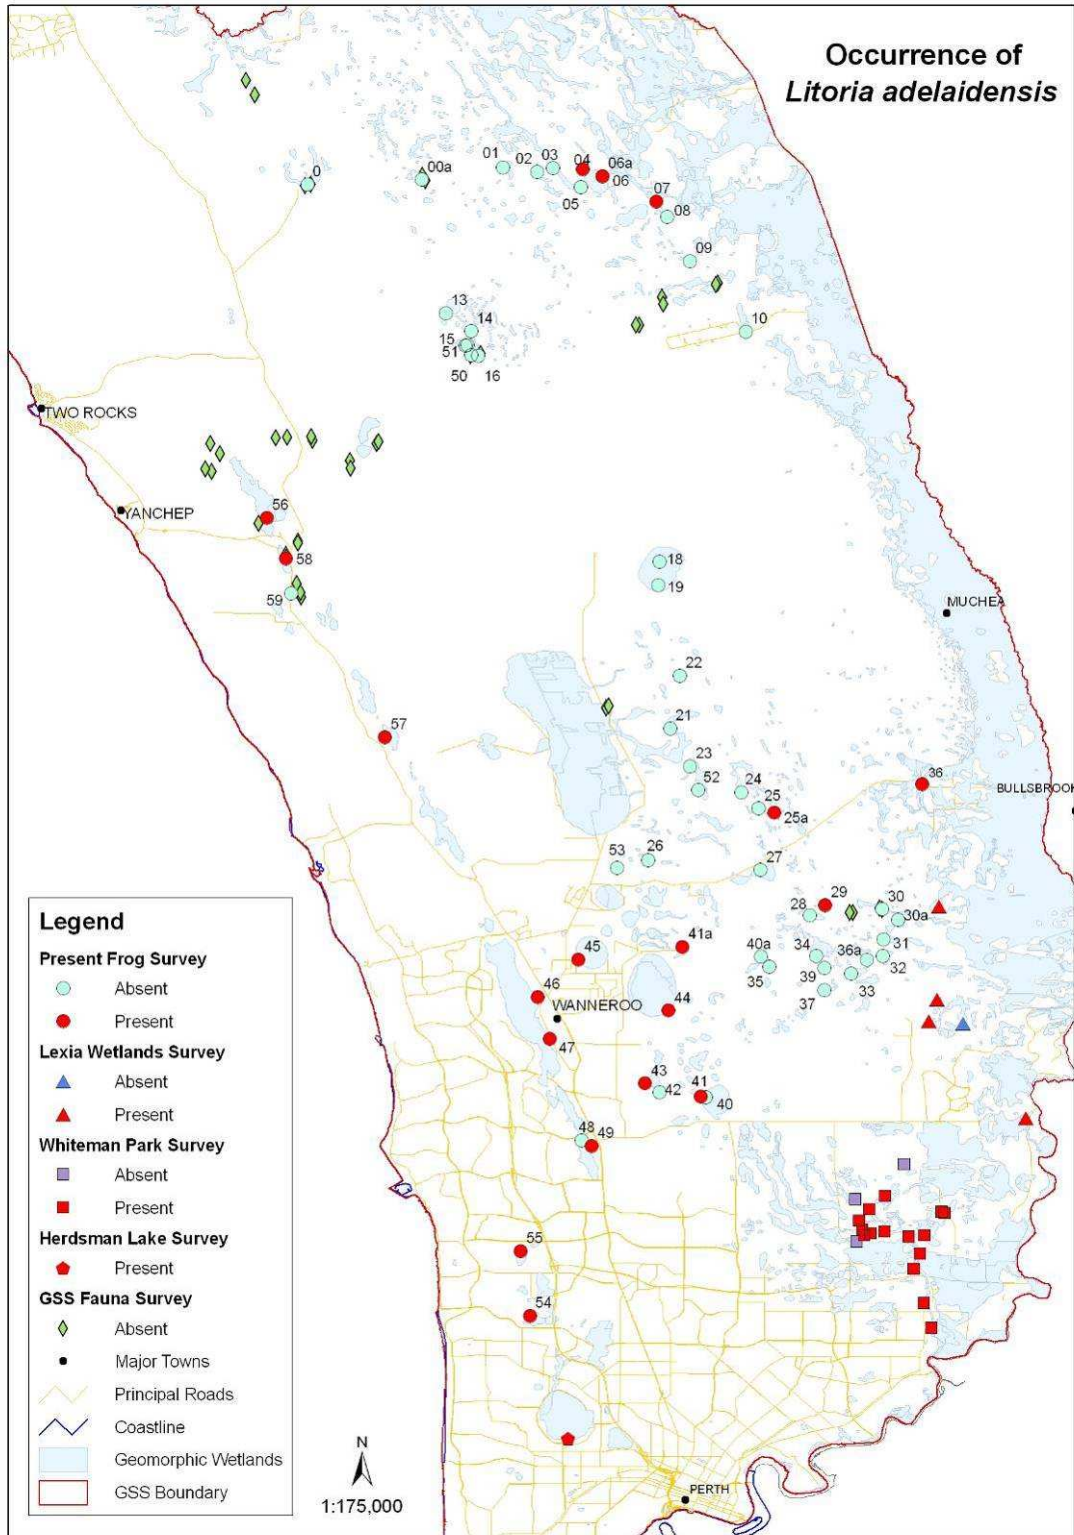 Occurrence of
Litoria adelaidensis
0
00a
01
02
03
04
06a
06
05
07
08
09
10
13
14
15
51
50
16
TWO ROCKS
YANCHEP
56
58
59
18
19
MUCHEA
22
21
57
23
52
24
25
25a
36
BULLSBROOK
53
26
27
28
29
30
30a
31
32
34
36a
33
39
37
40a
35
41a
45
46
44
WANNEROO
47
43
42
41
40
48
49
55
54
PERTH
Legend
Present Frog Survey
Absent
Present
Lexia Wetlands Survey
Absent
Present
Whiteman Park Survey
Absent
Present
Herdsman Lake Survey
Present
GSS Fauna Survey
Absent
Major Towns
Principal Roads
Coastline
Geomorphic Wetlands
GSS Boundary
N
1:175,000